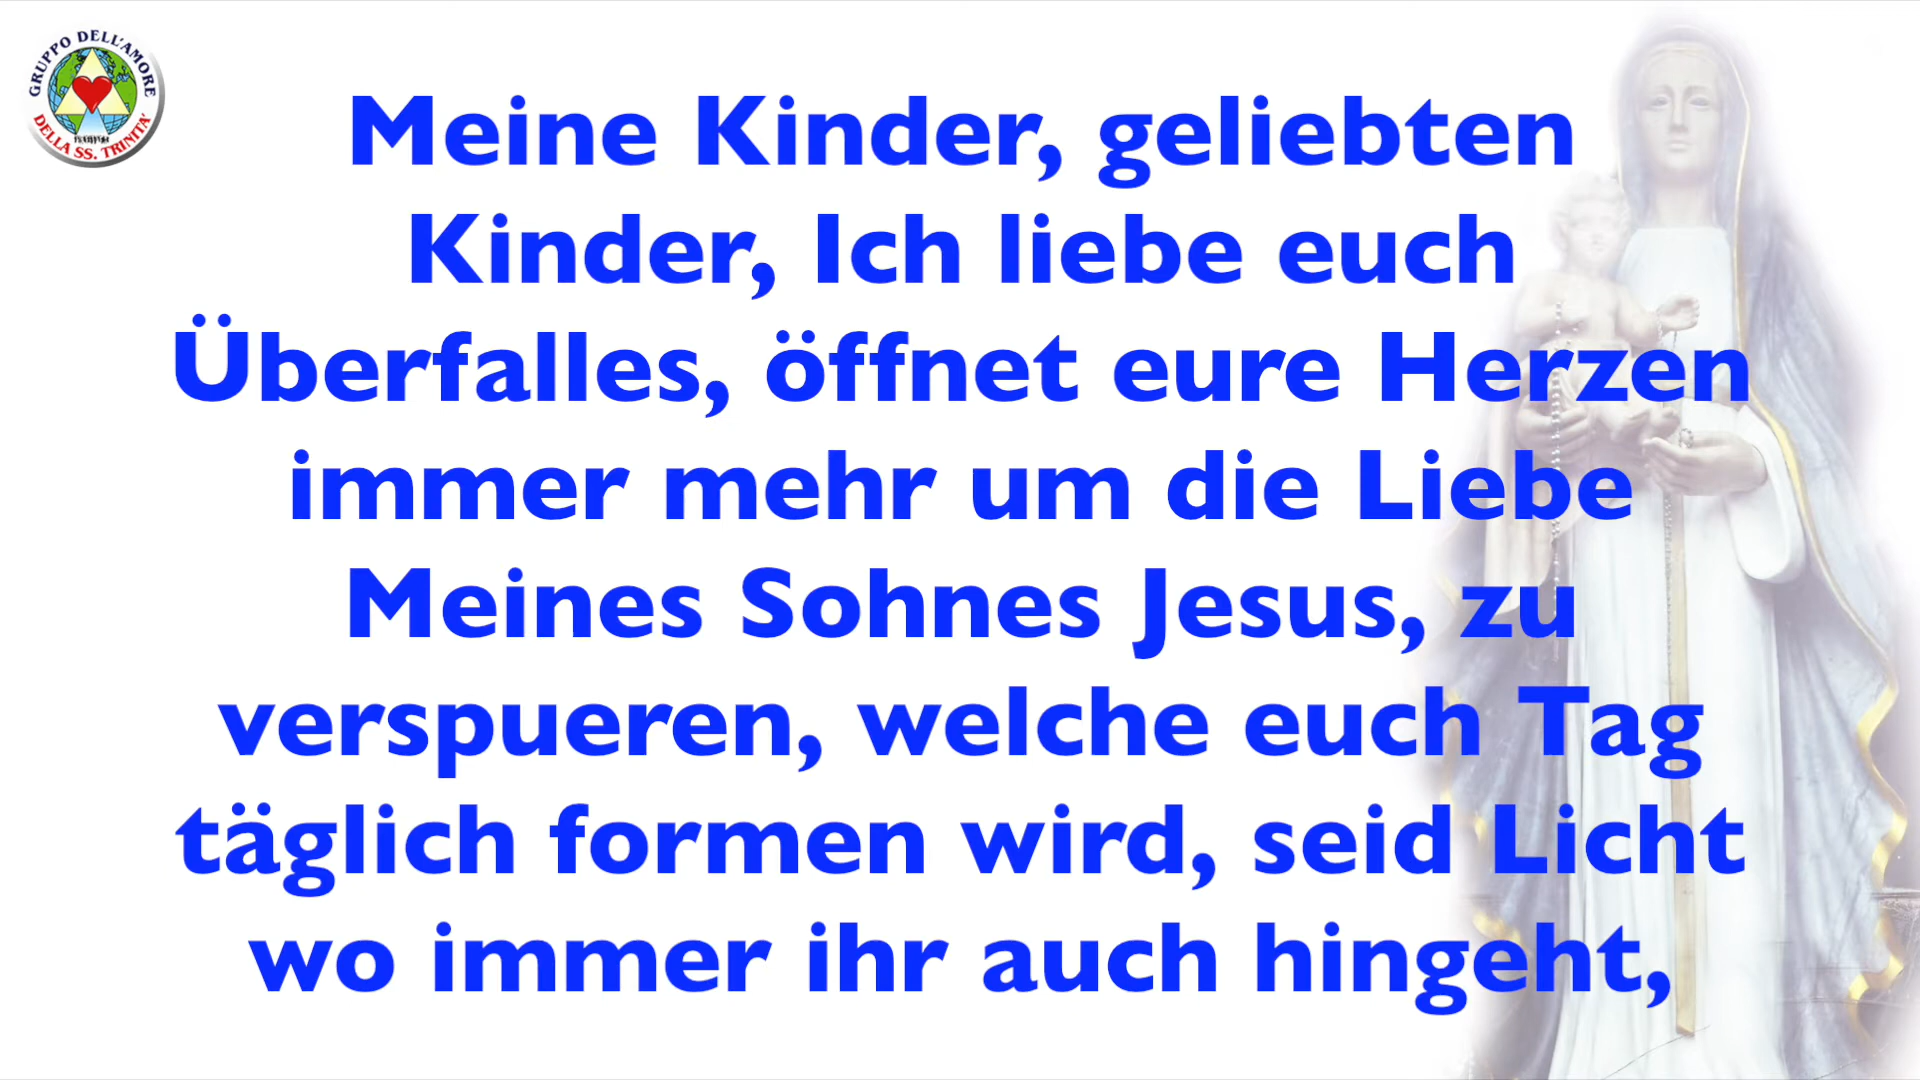 GRUPPO DELL'AMORE
DELLA SS. TRINITA'
Meine Kinder, geliebten
Kinder, Ich liebe euch
Überfalles, öffnet eure Herzen
immer mehr um die Liebe
Meines Sohnes Jesus, zu
verspueren, welche euch Tag
täglich formen wird, seid Licht
wo immer ihr auch hingeht,